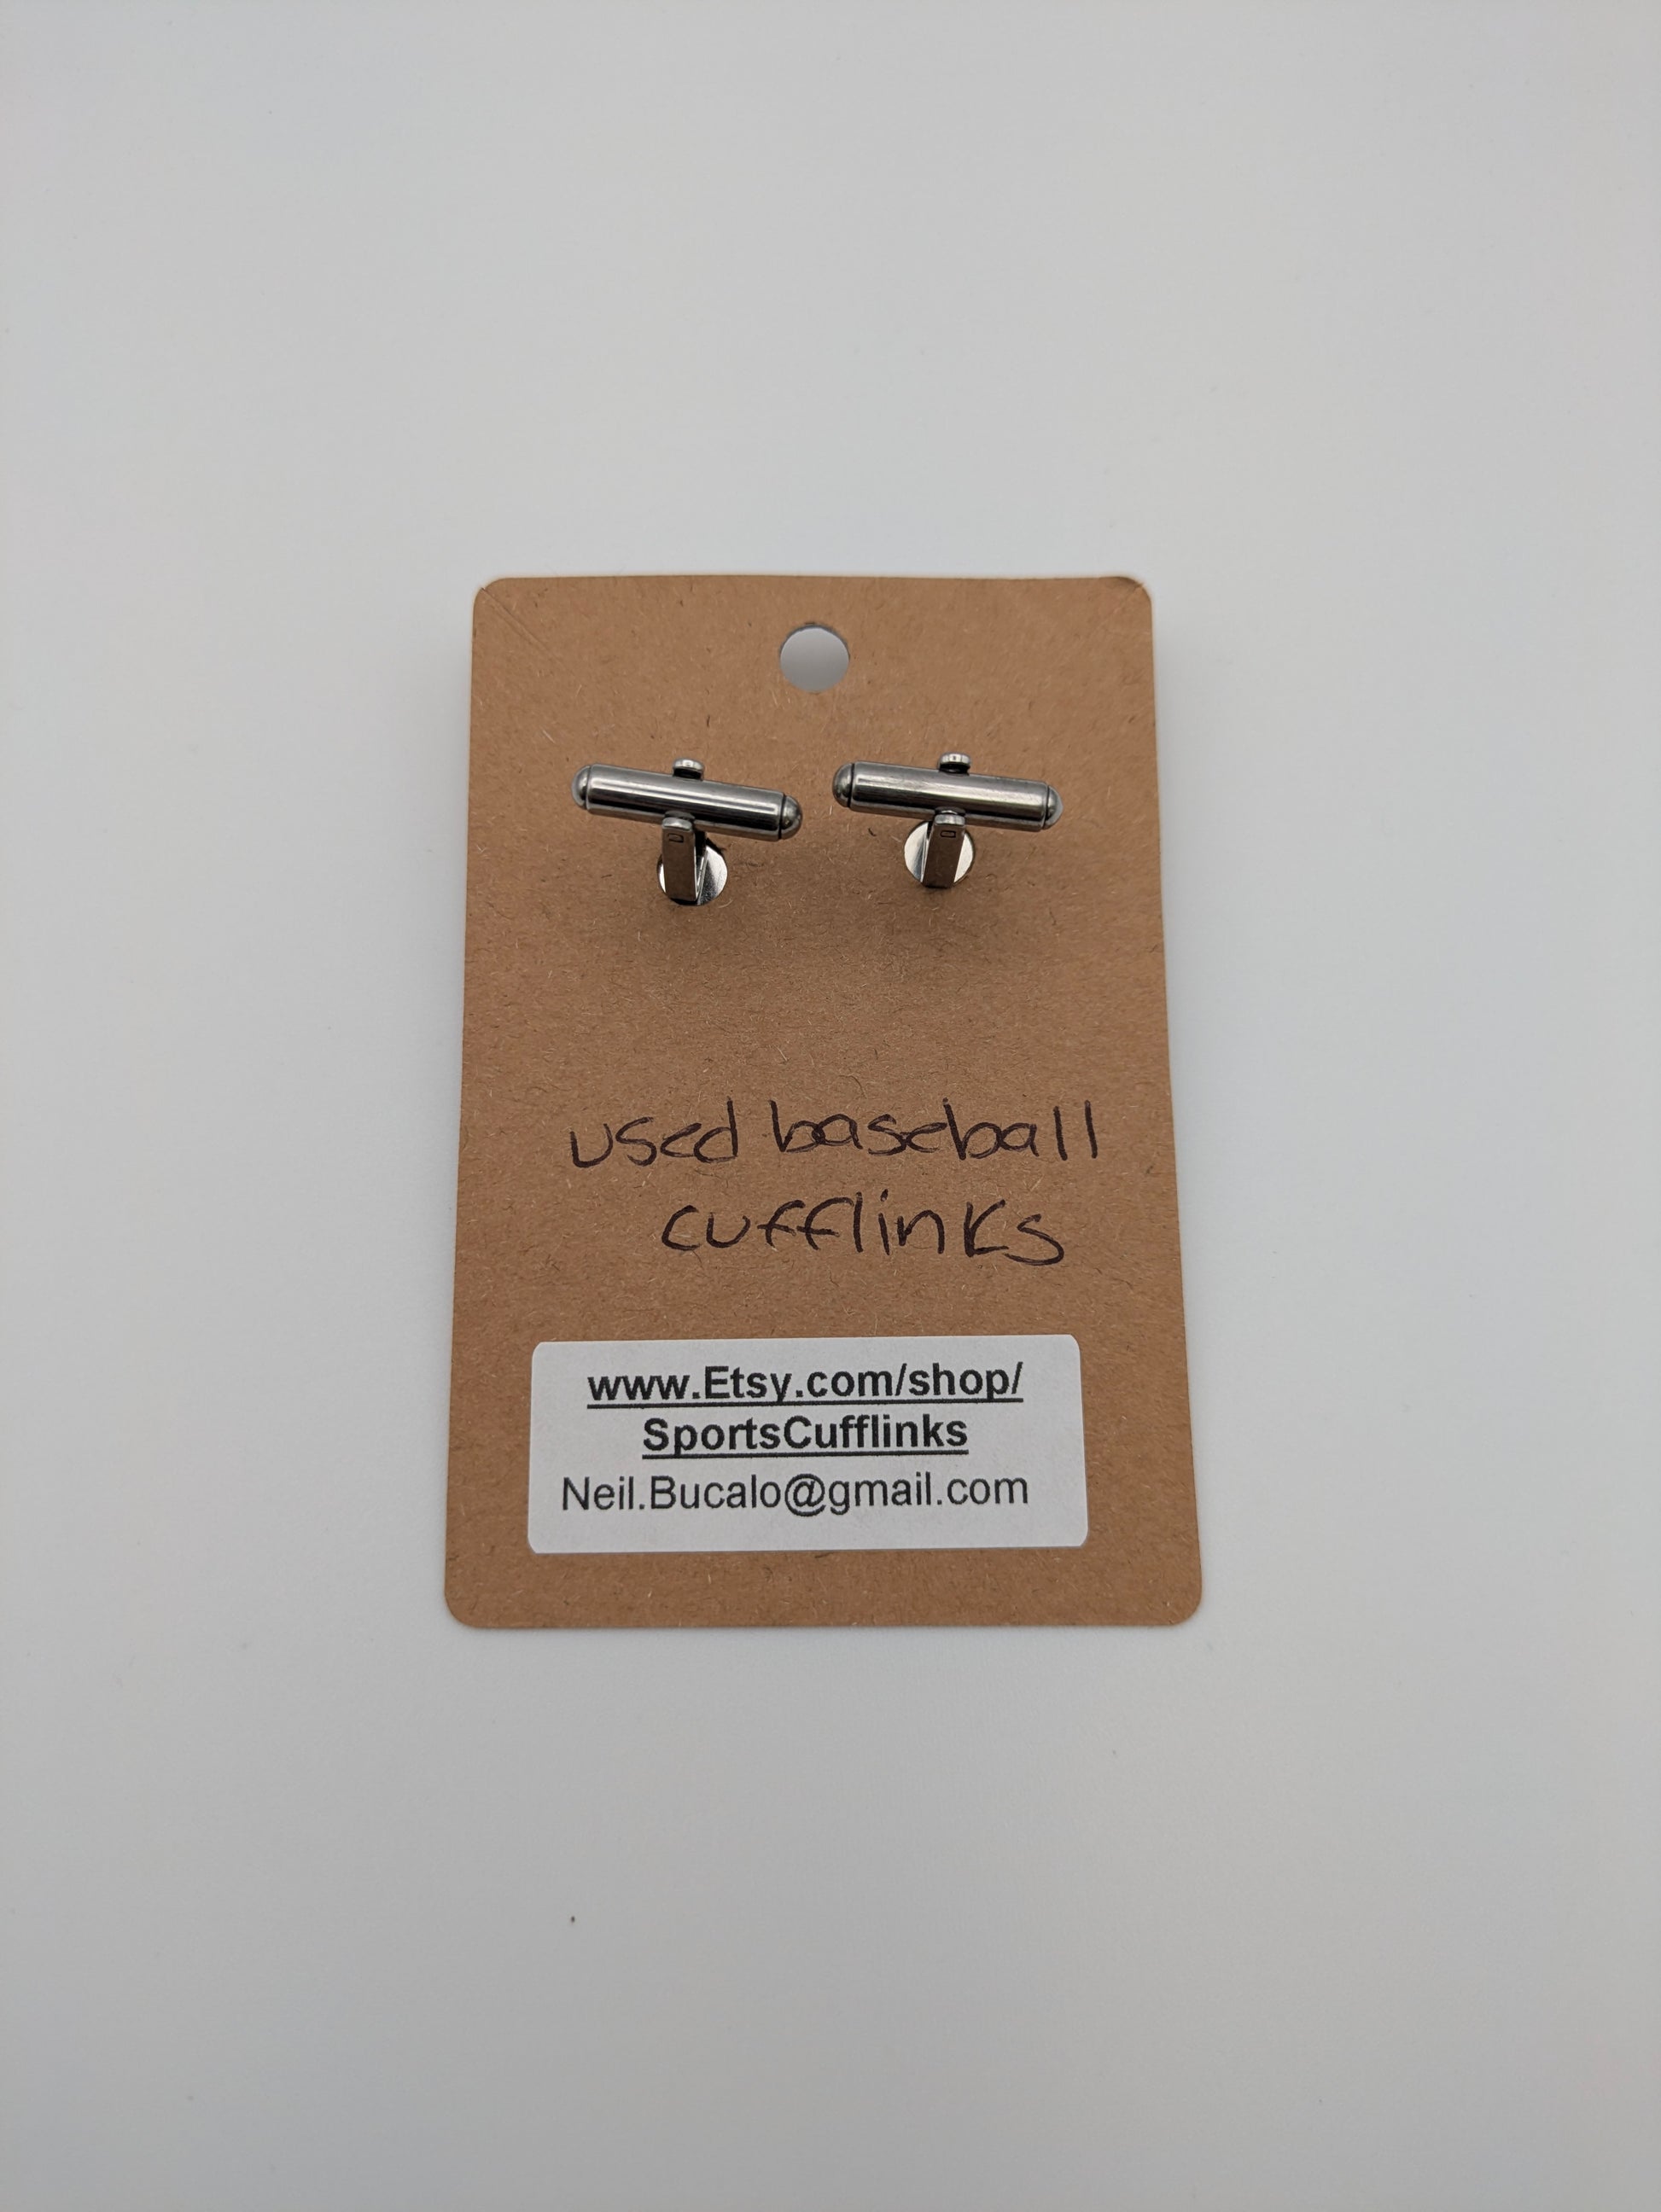 used baseball
cufflinks
www.Etsy.com/shop/
SportsCufflinks
Neil.Bucalo@gmail.com